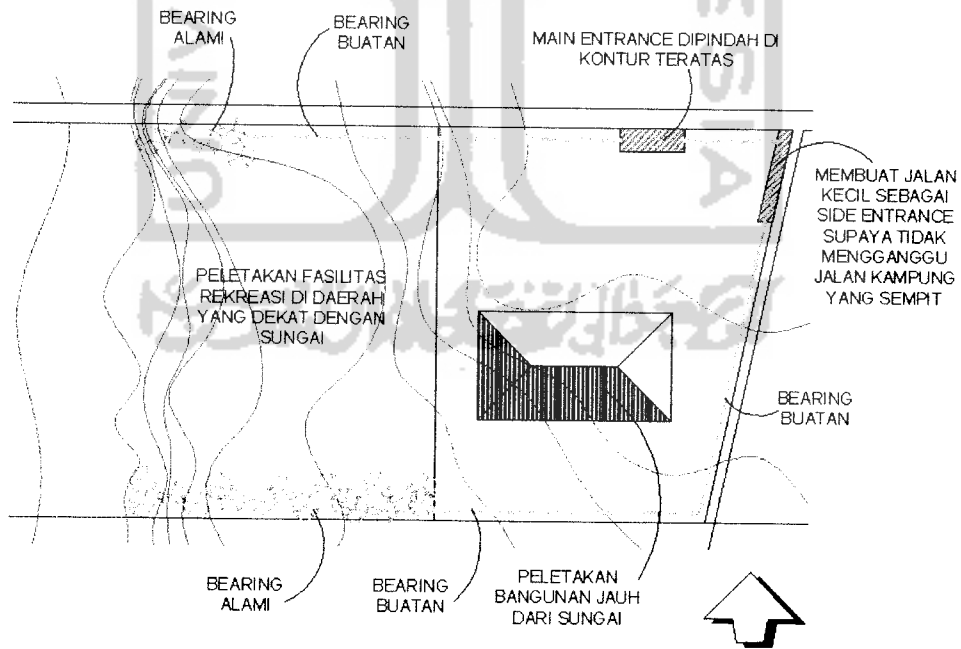 BEARING
ALAMI
BEARING
BUATAN
MAIN ENTRANCE DIPINDAH DI
KONTUR TERATAS
MEMBUAT JALAN
KECIL SEBAGAI
SIDE ENTRANCE
SUPAYA TIDAK
MENGGANGGU
JALAN KAMPUNG
YANG SEMPIT
PELETAKAN FASILITAS
REKREASI DI DAERAH
YANG DEKAT DENGAN
SUNGAI
BEARING
BUATAN
BEARING
ALAMI
BEARING
BUATAN
PELETAKAN
BANGUNAN JAUH
DARI SUNGAI